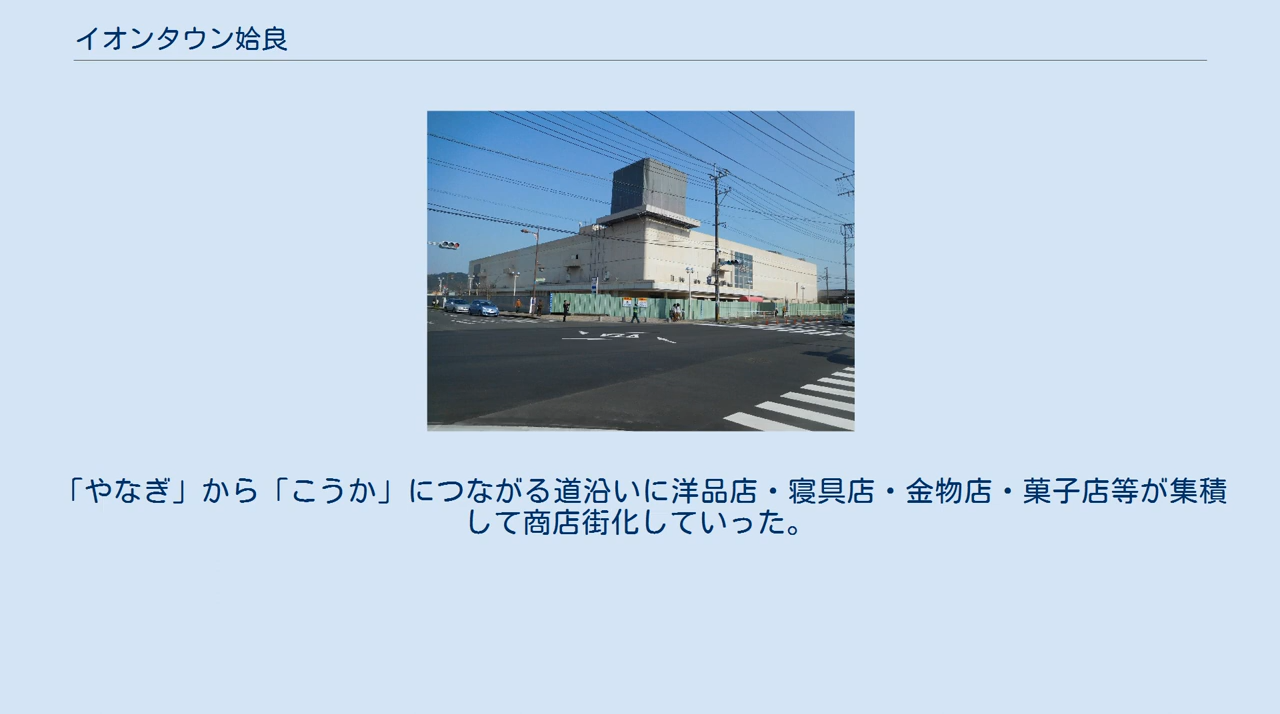 イオンタウン姶良
「やなぎ」から「こうか」につながる道沿いに洋品店・寝具店・金物店・菓子店等が集積
して商店街化していった。